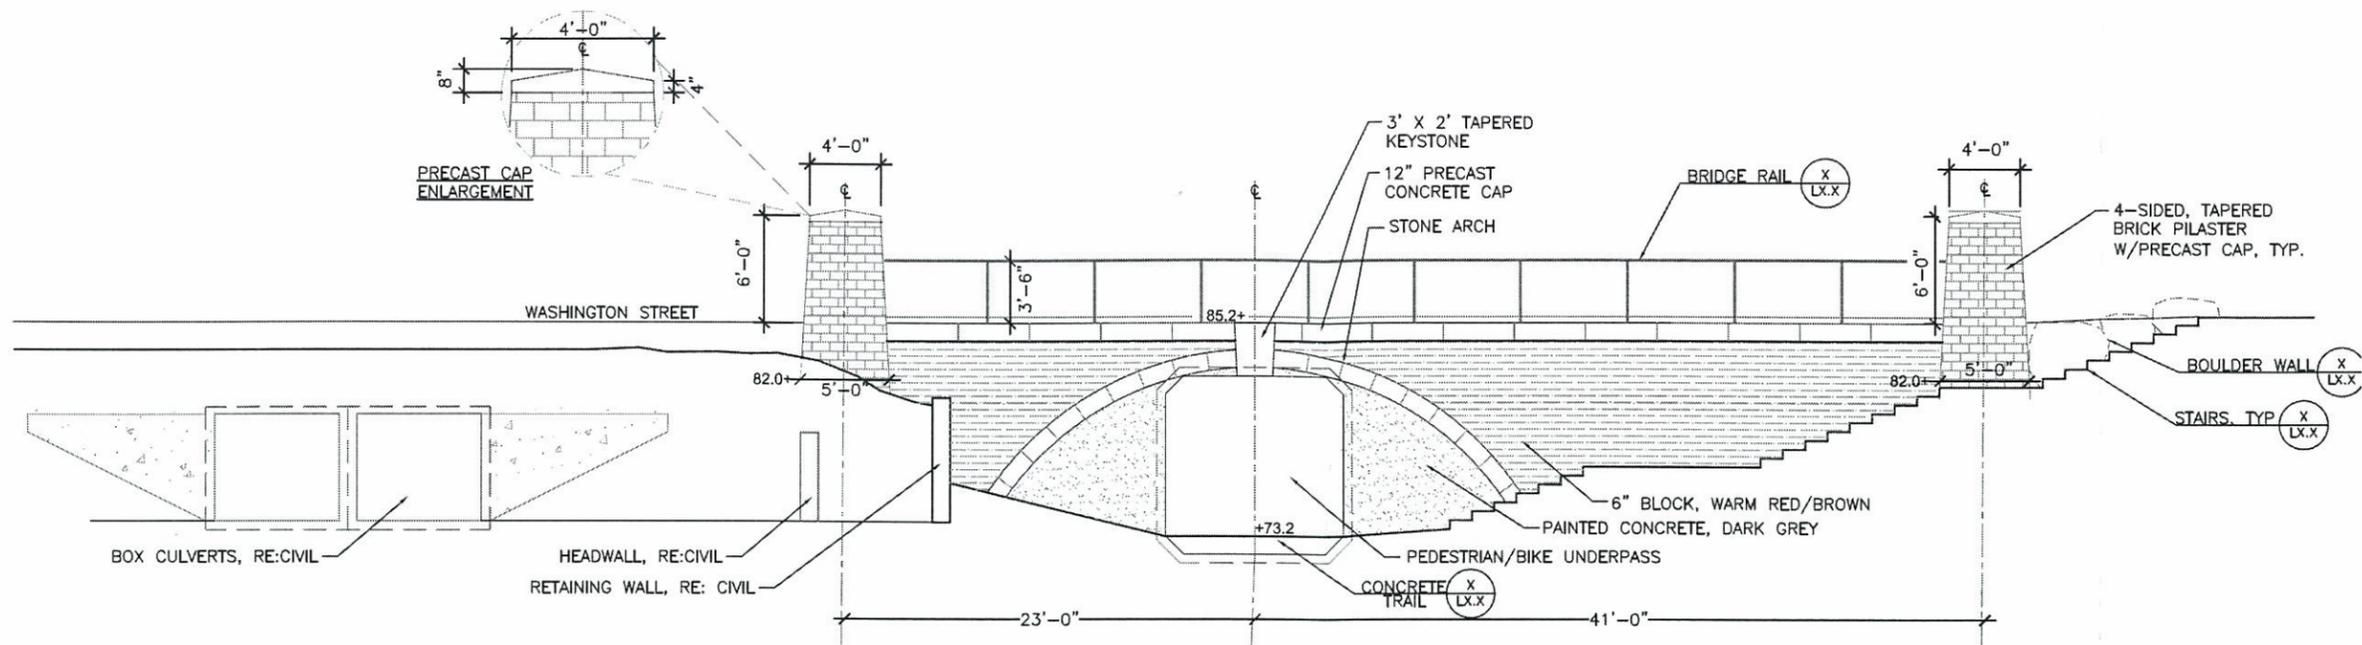 4'-0"
℄
8"
4"
PRECAST CAP
ENLARGEMENT
4'-0"
℄
6'-0"
WASHINGTON STREET
3'-6"
℄
85.2+
3' X 2' TAPERED
KEYSTONE
12" PRECAST
CONCRETE CAP
STONE ARCH
BRIDGE RAIL
X
LX.X
4'-0"
℄
6'-0"
4-SIDED, TAPERED
BRICK PILASTER
W/PRECAST CAP, TYP.
82.0+
5'-0"
82.0+
5'-0"
BOULDER WALL
X
LX.X
STAIRS, TYP
X
LX.X
6" BLOCK, WARM RED/BROWN
PAINTED CONCRETE, DARK GREY
+73.2
PEDESTRIAN/BIKE UNDERPASS
BOX CULVERTS, RE:CIVIL
HEADWALL, RE:CIVIL
RETAINING WALL, RE: CIVIL
CONCRETE
TRAIL
X
LX.X
23'-0"
41'-0"